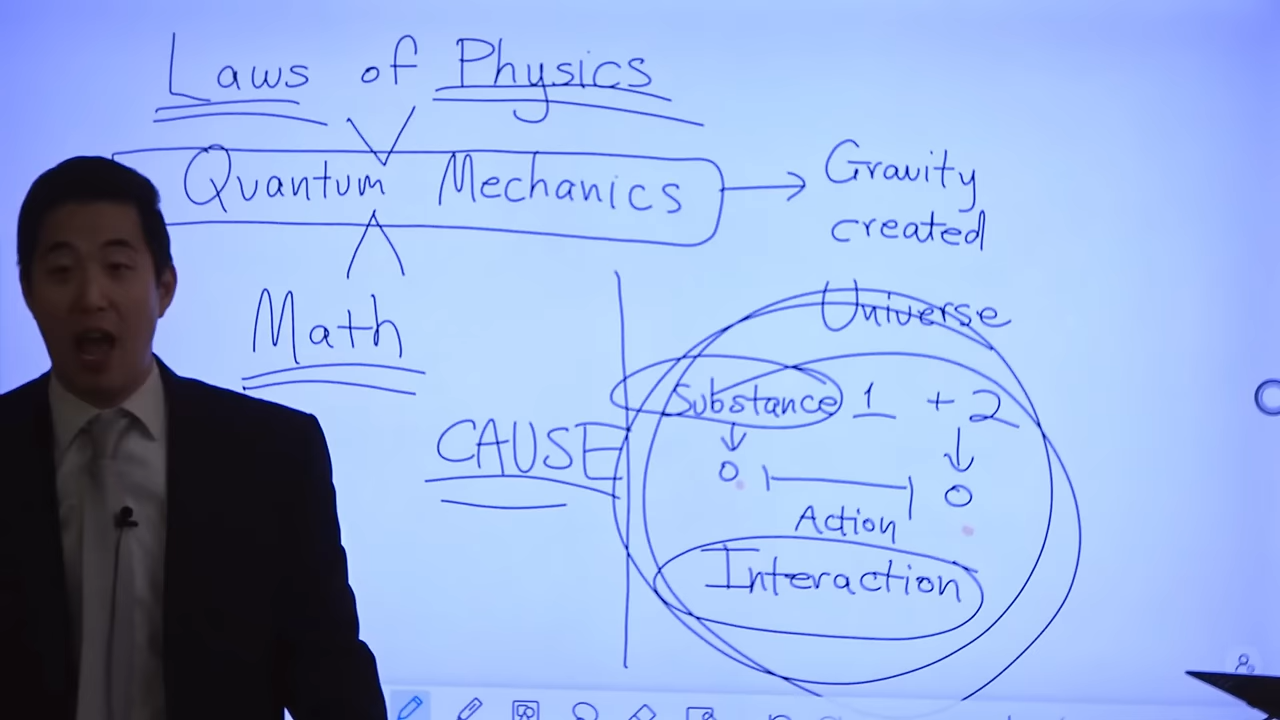 Laws of Physics
Quantum Mechanics
Gravity
created
Universe
Math
Substance 1 + 2
CAUSE
Action
Interaction